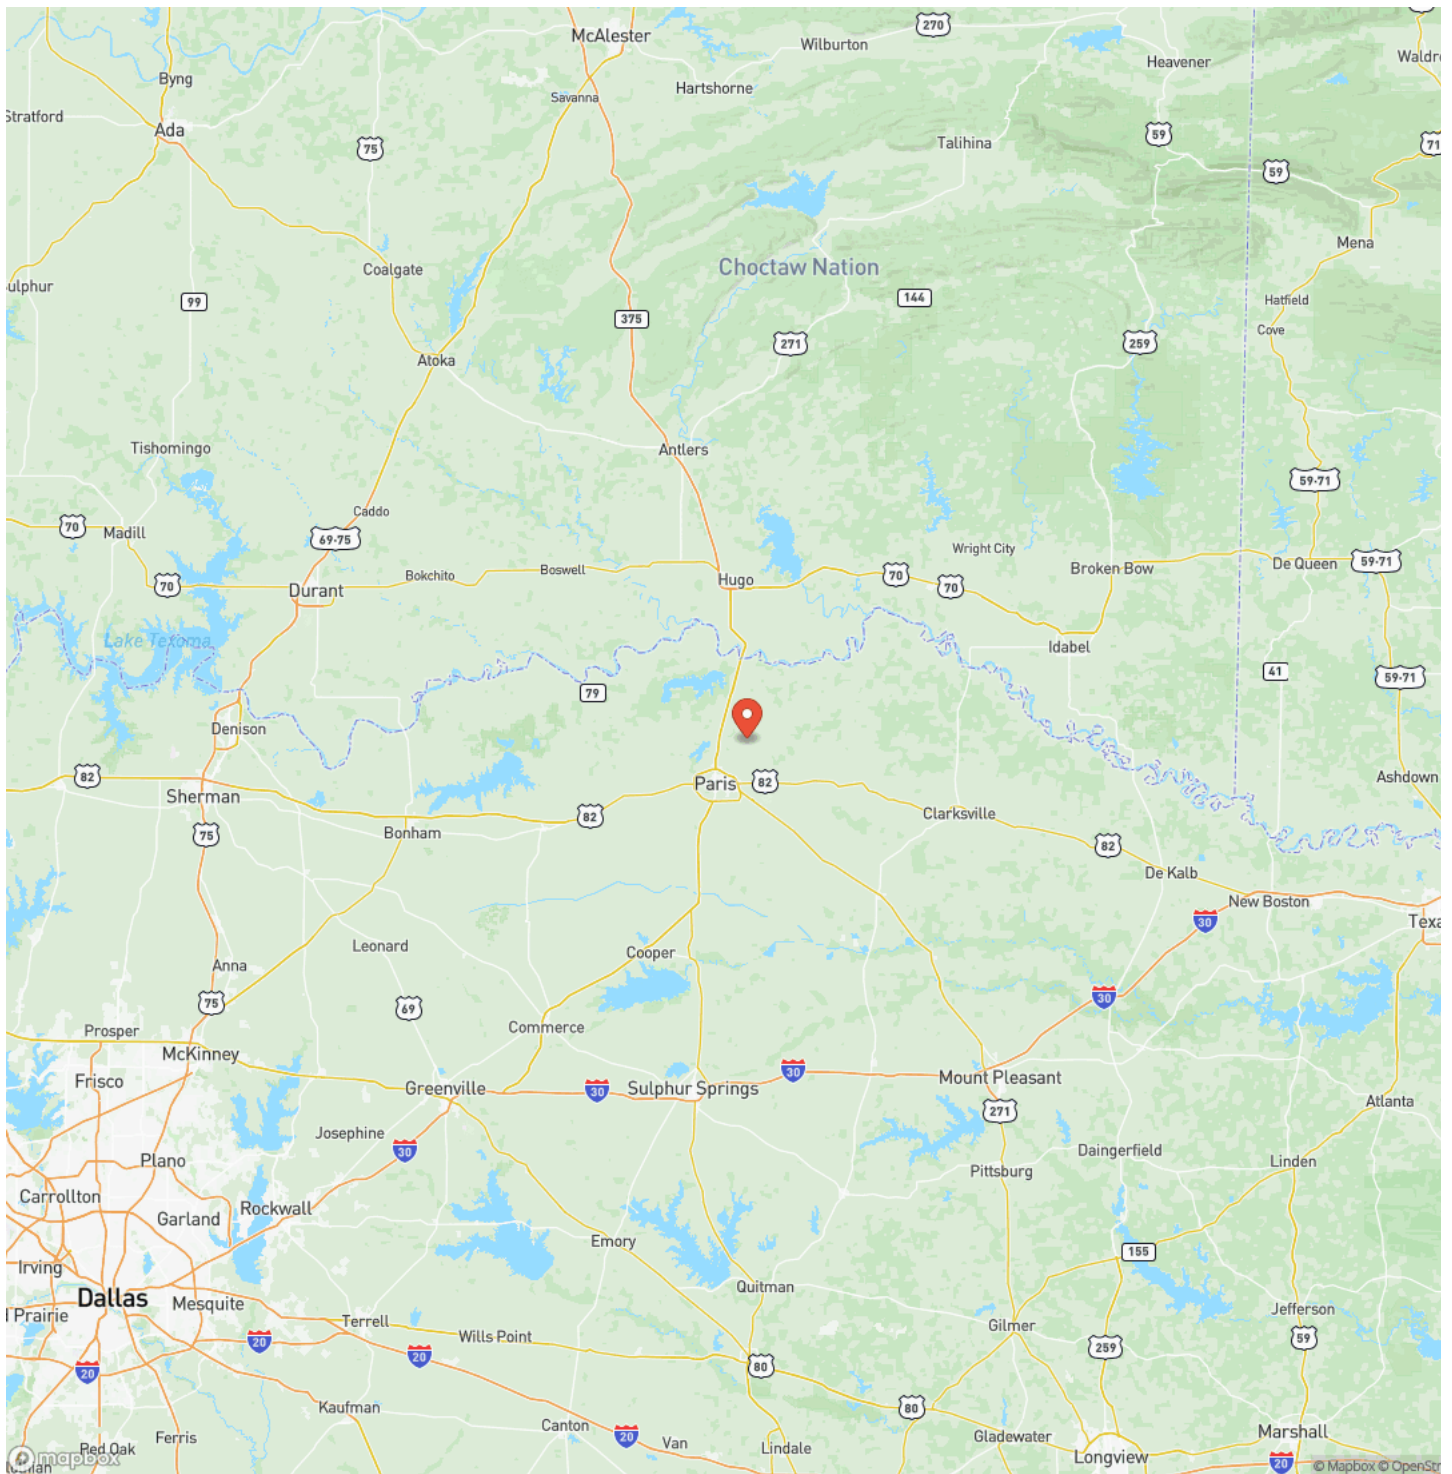 270
McAlester
Wilburton
Heavener
Waldr
Byng
Hartshorne
Savanna
Stratford
Ada
75
Talihina
59
71
59
Choctaw Nation
Mena
Coalgate
ulphur
99
144
Hatfield
375
Cove
271
259
Atoka
Tishomingo
Antlers
59-71
Caddo
70
Madill
69-75
Wright City
Boswell
Broken Bow
De Queen
59-71
Bokchito
Hugo
70
70
70
Durant
Lake Texoma
Idabel
41
59-71
79
Denison
82
Paris
82
Ashdown
Sherman
82
Clarksville
75
Bonham
82
De Kalb
New Boston
30
Texa
Leonard
Cooper
Anna
75
69
30
Prosper
Commerce
McKinney
30
Frisco
Greenville
30
Sulphur Springs
Mount Pleasant
271
Atlanta
Josephine
30
Plano
Daingerfield
Pittsburg
Linden
Carrollton
Rockwall
Garland
Emory
155
Irving
Quitman
Dallas
Mesquite
d Prairie
Terrell
Jefferson
Gilmer
Wills Point
20
59
259
20
80
20
Kaufman
80
Canton
Marshall
Ferris
20
Van
Gladewater
Red Oak
Lindale
Longview
mapbox
20
© Mapbox © OpenStr